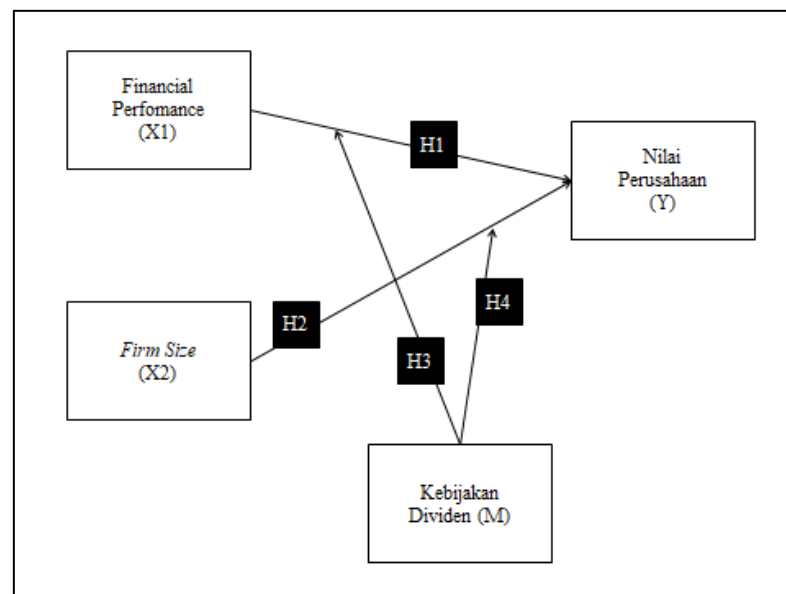 Financial
Perfomance
(X1)
H1
Nilai
Perusahaan
(Y)
H2
Firm Size
(X2)
H4
H3
Kebijakan
Dividen (M)